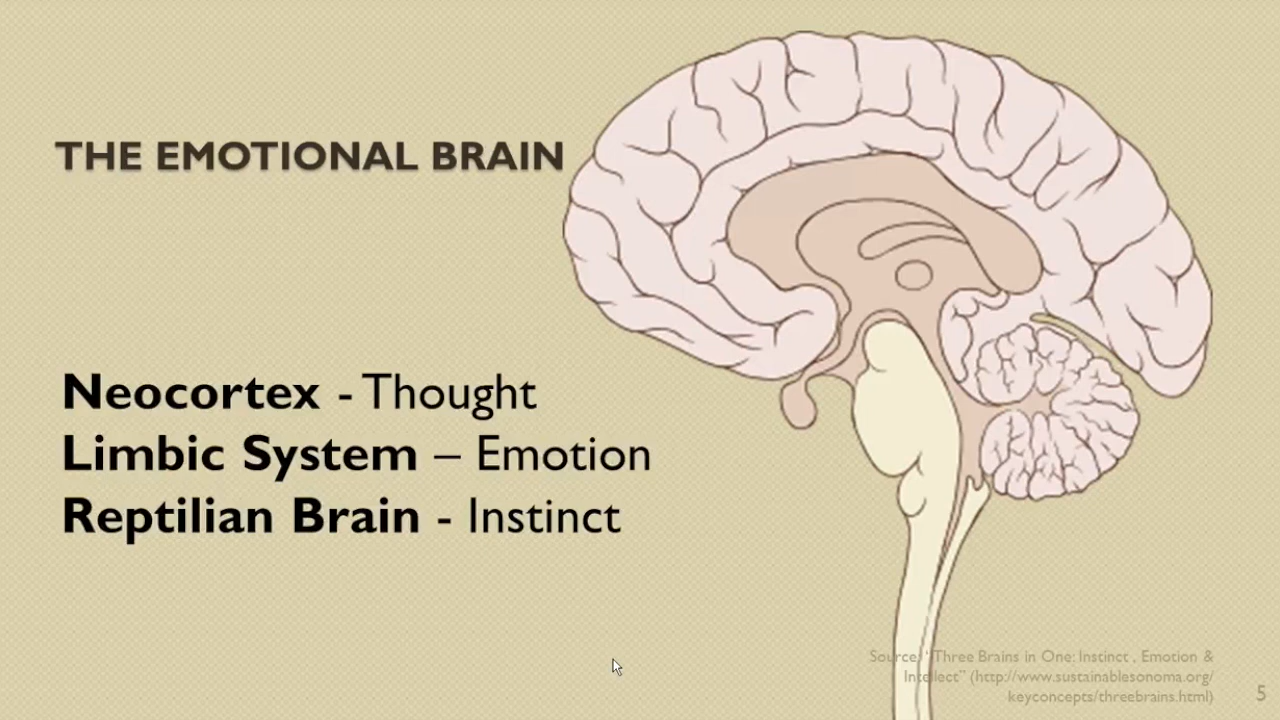 THE EMOTIONAL BRAIN
Neocortex - Thought
Limbic System – Emotion
Reptilian Brain - Instinct
Source: "Three Brains in One: Instinct , Emotion &
Intellect" (http://www.sustainablesonoma.org/
keyconcepts/threebrains.html)
5